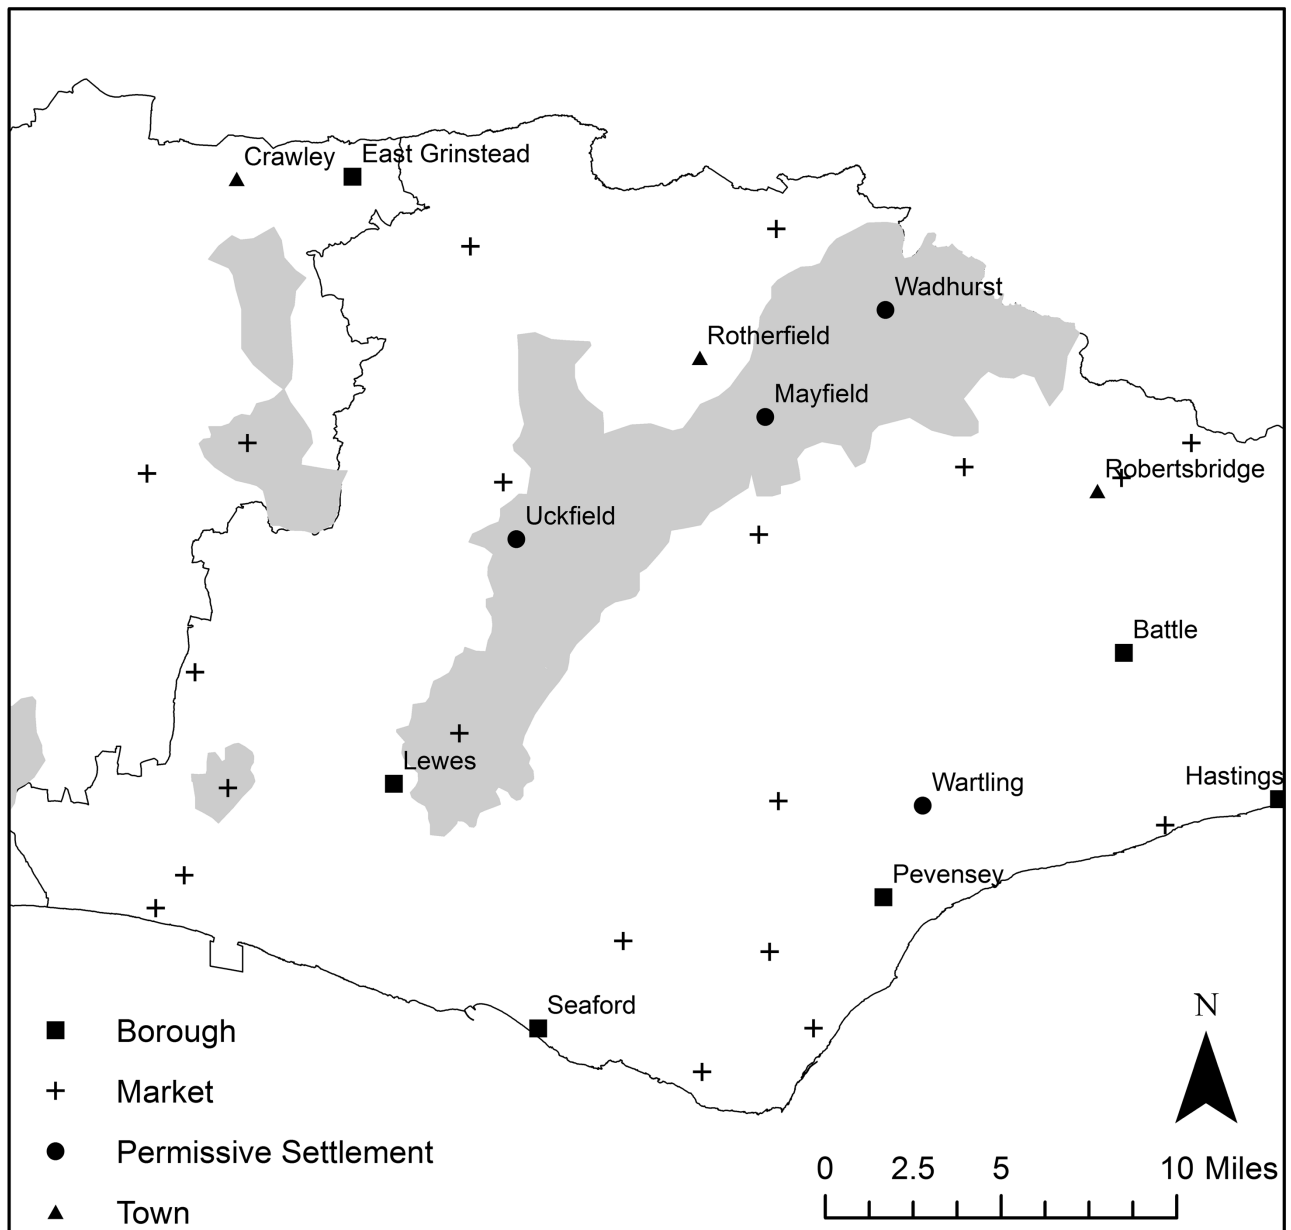 Crawley
East Grinstead
Wadhurst
Rotherfield
Mayfield
Robertsbridge
Uckfield
Battle
Lewes
Hastings
Wartling
Pevensey
Seaford
N
Borough
Market
Permissive Settlement
Town
0 2.5 5 10 Miles